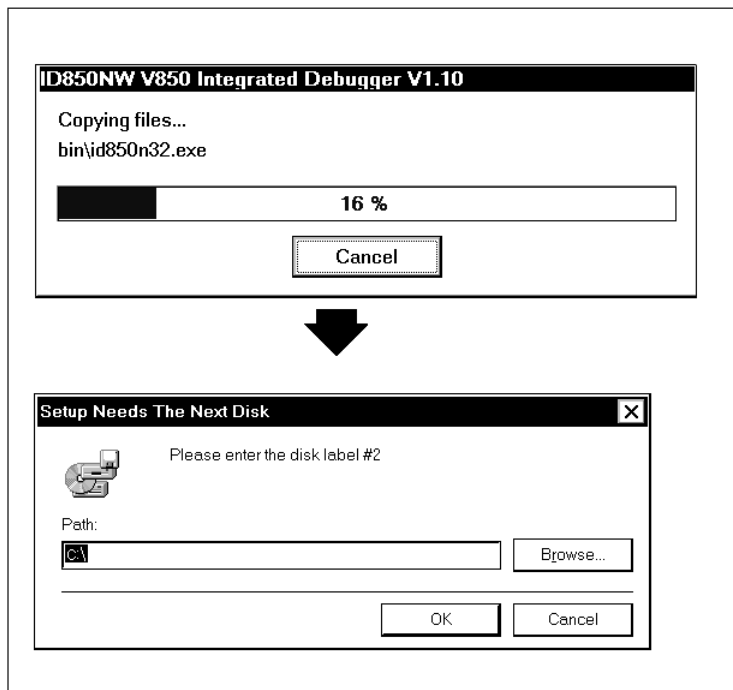 ID850NW V850 Integrated Debugger V1.10
Copying files...
bin\id850n32.exe
16 %
Cancel
Setup Needs The Next Disk
Please enter the disk label #2
Path:
C:\
Browse...
OK
Cancel